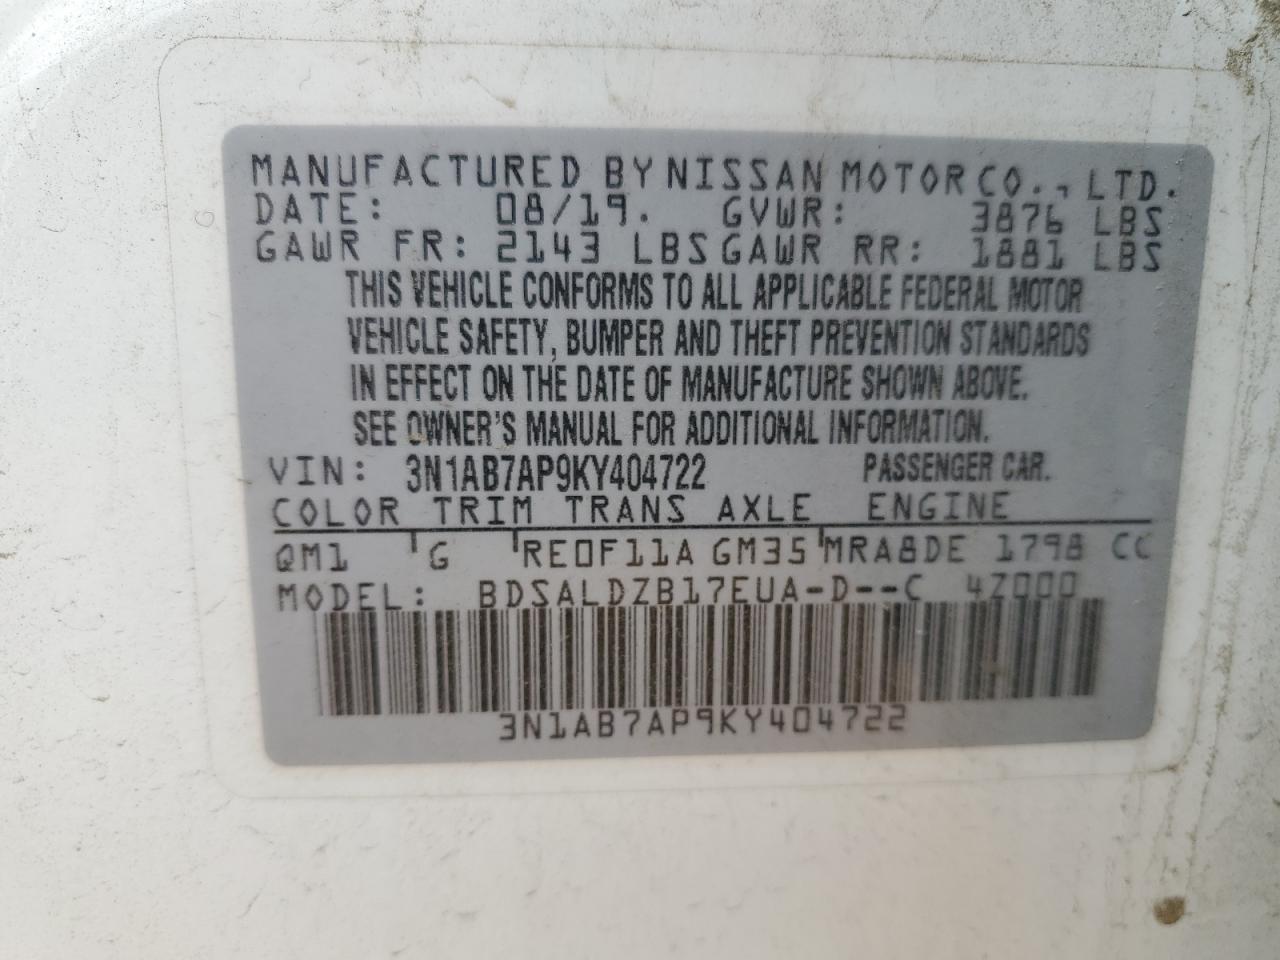 MANUFACTURED BY NISSAN MOTOR CO., LTD.
DATE: 08/19. GVWR: 3876 LBS
GAWR FR: 2143 LBS GAWR RR: 1881 LBS
THIS VEHICLE CONFORMS TO ALL APPLICABLE FEDERAL MOTOR
VEHICLE SAFETY, BUMPER AND THEFT PREVENTION STANDARDS
IN EFFECT ON THE DATE OF MANUFACTURE SHOWN ABOVE.
SEE OWNER'S MANUAL FOR ADDITIONAL INFORMATION.
VIN: 3N1AB7AP9KY404722 PASSENGER CAR.
COLOR TRIM TRANS AXLE ENGINE
QM1 G RE0F11A GM35 MRA8DE 1798 CC
MODEL: BDSALDZB17EUA-D--C 4Z000
3N1AB7AP9KY404722